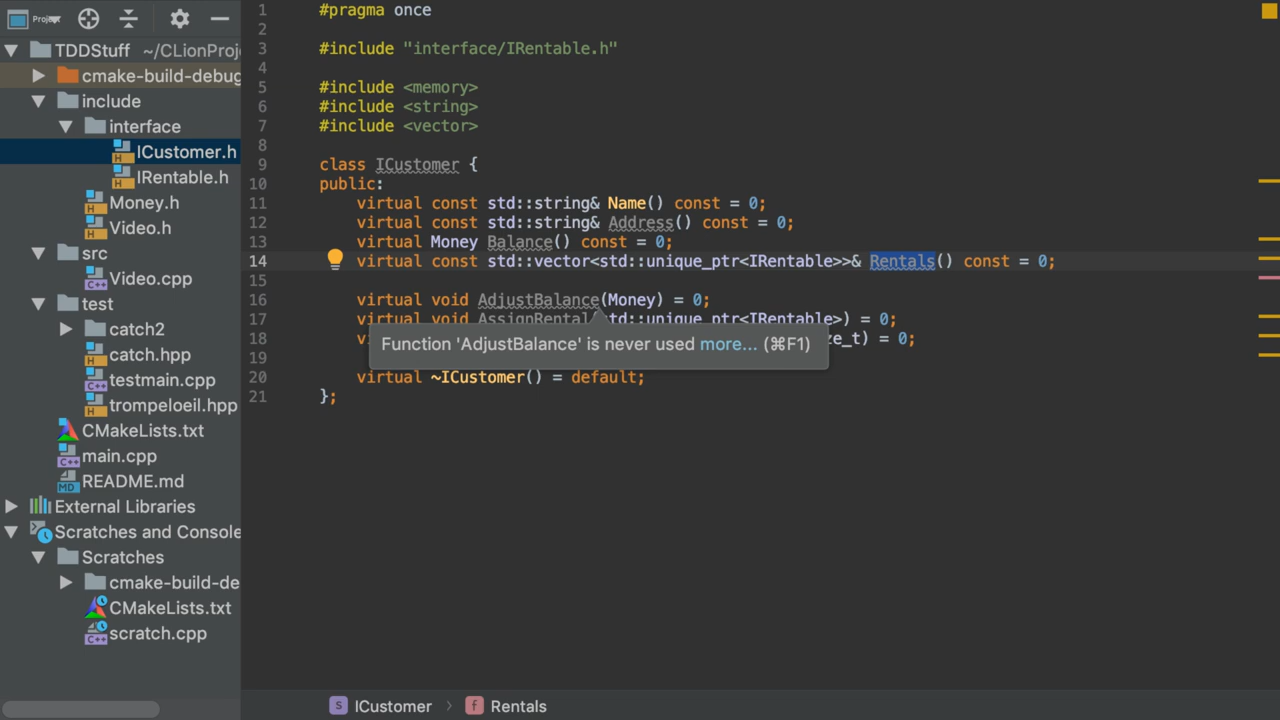 Project
TDDStuff ~/CLionProj
cmake-build-debug
include
interface
ICustomer.h
IRentable.h
Money.h
Video.h
src
Video.cpp
test
catch2
catch.hpp
testmain.cpp
trompeloeil.hpp
CMakeLists.txt
main.cpp
README.md
External Libraries
Scratches and Console
Scratches
cmake-build-de
CMakeLists.txt
scratch.cpp
1 #pragma once
2
3 #include "interface/IRentable.h"
4
5 #include <memory>
6 #include <string>
7 #include <vector>
8
9 class ICustomer {
10 public:
11 virtual const std::string& Name() const = 0;
12 virtual const std::string& Address() const = 0;
13 virtual Money Balance() const = 0;
14 virtual const std::vector<std::unique_ptr<IRentable>>& Rentals() const = 0;
15
16 virtual void AdjustBalance(Money) = 0;
17 virtual void AssignRental(std::unique_ptr<IRentable>) = 0;
18 ze_t) = 0;
Function 'AdjustBalance' is never used more... (⌘F1)
19
20 virtual ~ICustomer() = default;
21 };
S ICustomer > f Rentals